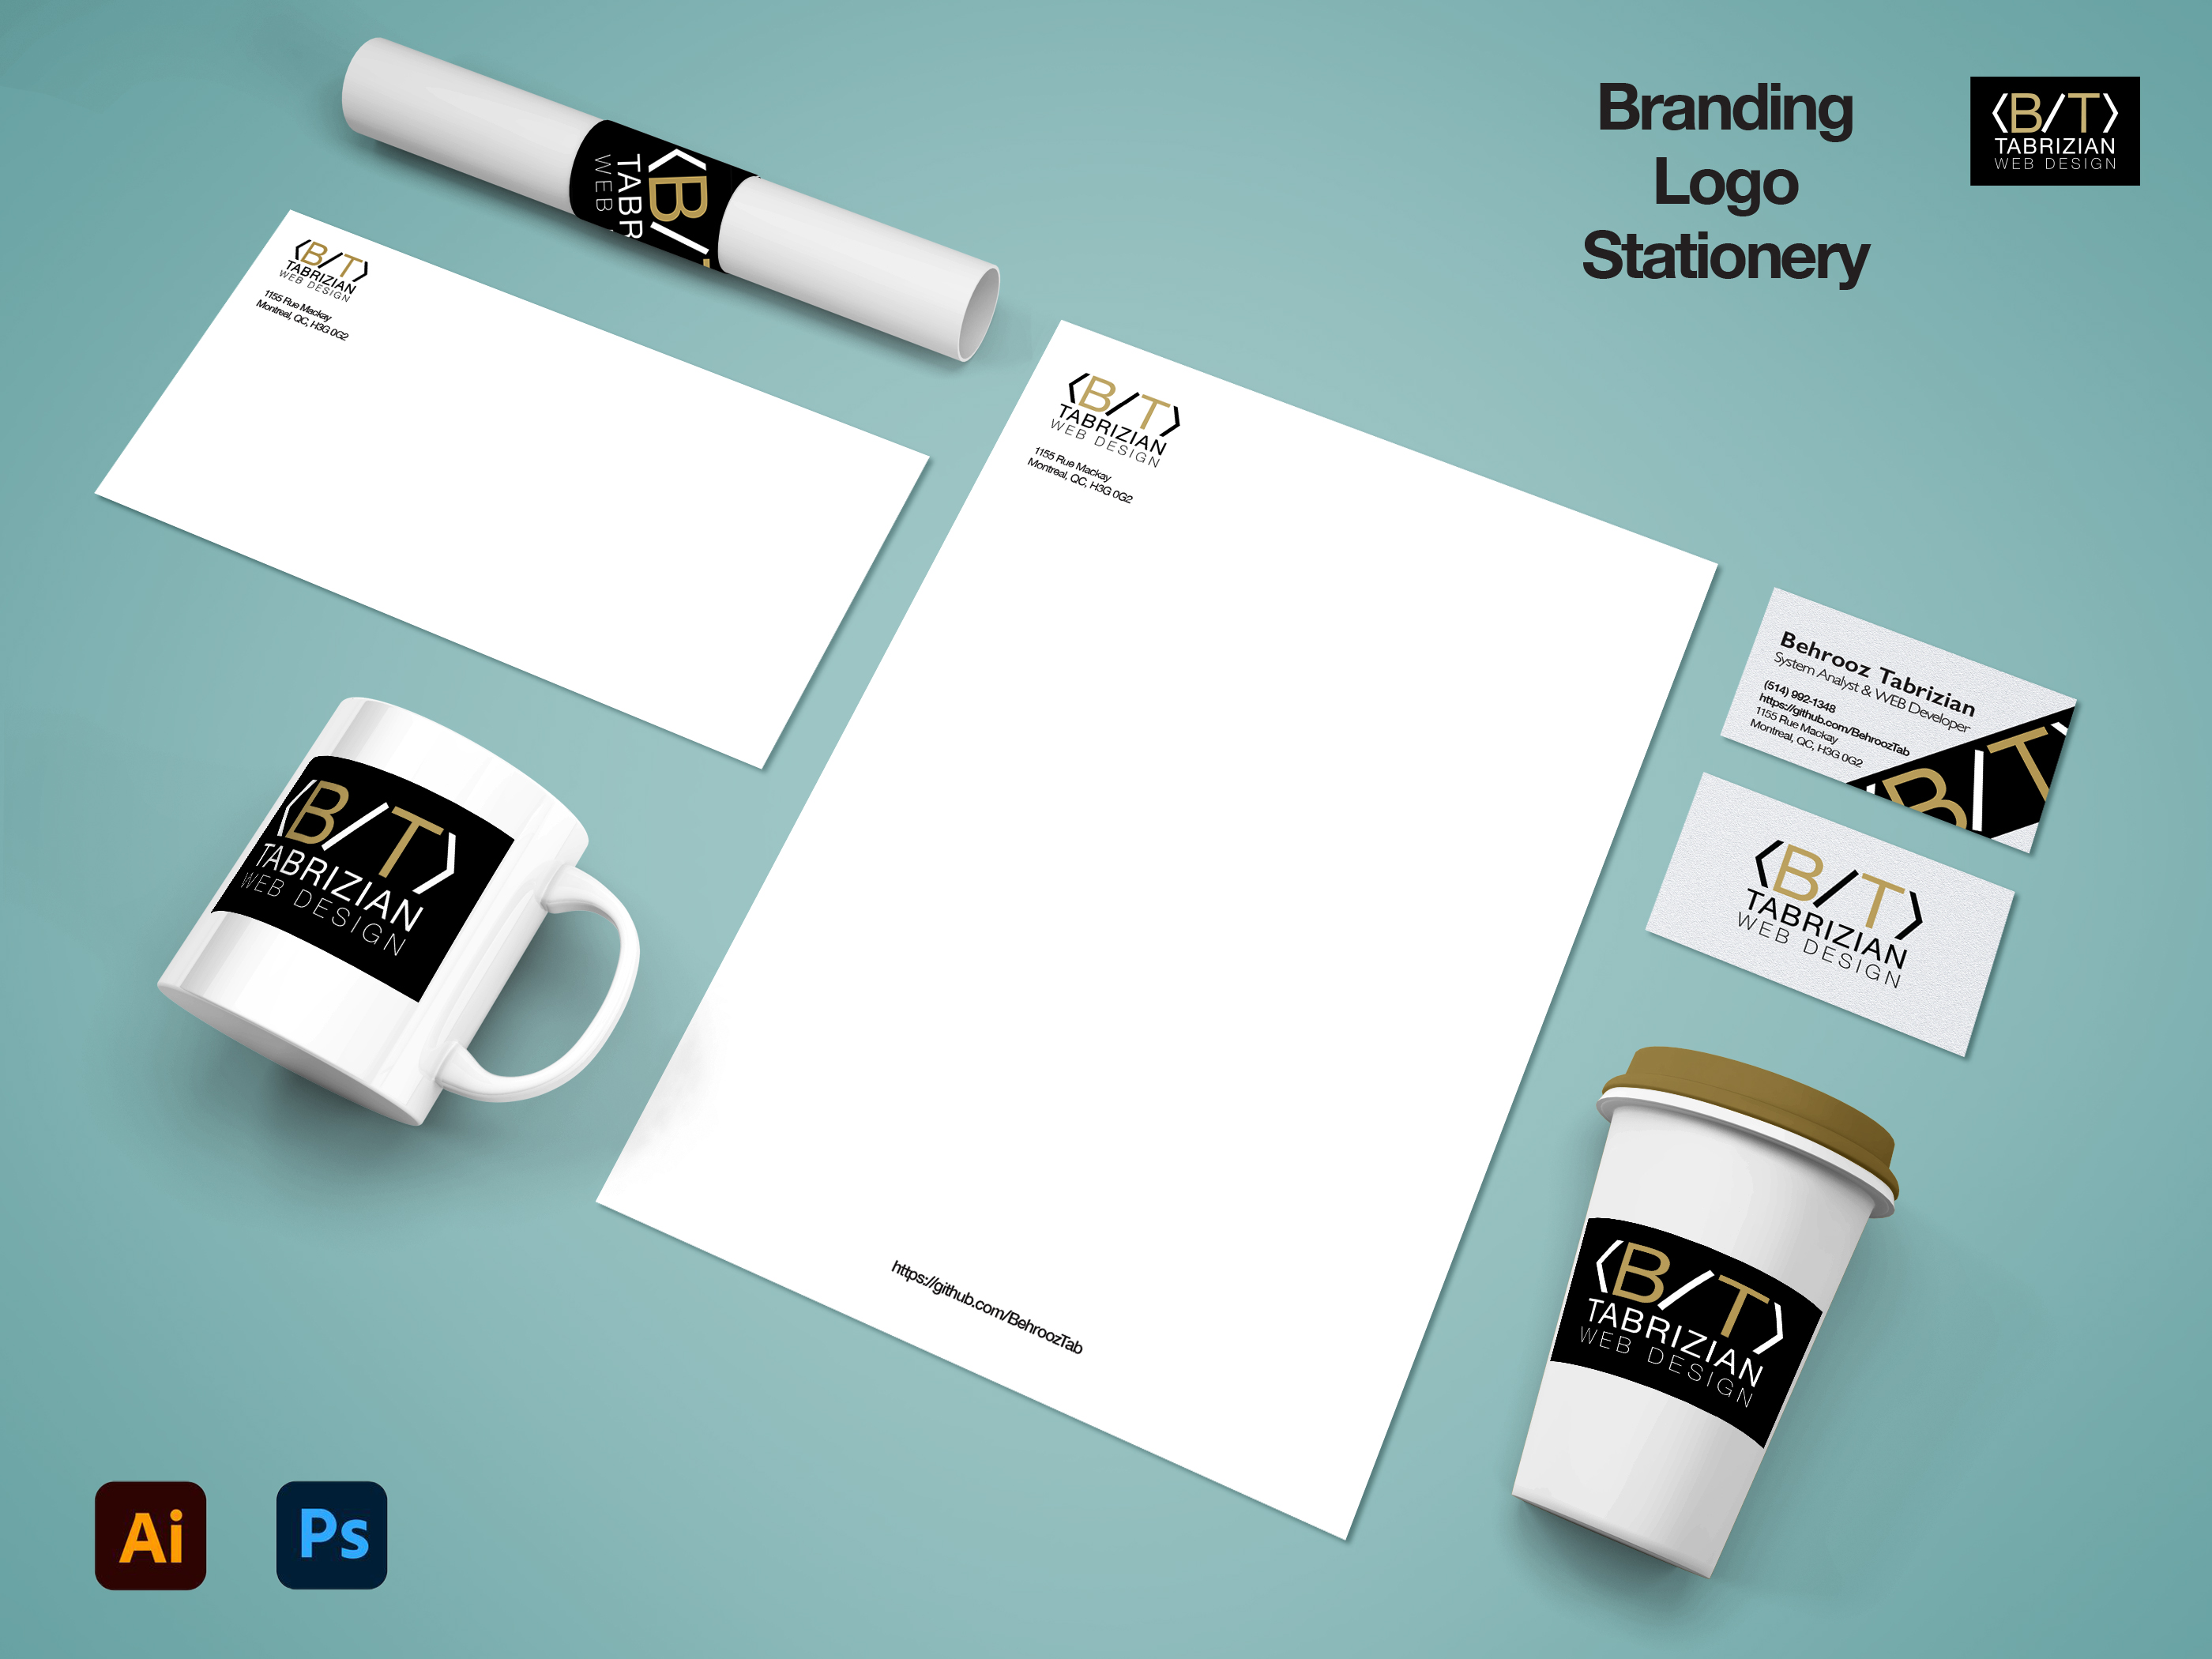 Branding
Logo
Stationery
⟨B/T⟩
TABRIZIAN
WEB DESIGN
⟨B/T
TABR
WEB
⟨B/T⟩
TABRIZIAN
WEB DESIGN
1155 Rue Mackay
Montreal, QC, H3G 0G2
⟨B/T⟩
TABRIZIAN
WEB DESIGN
1155 Rue Mackay
Montreal, QC, H3G 0G2
https://github.com/BehroozTab
Behrooz Tabrizian
System Analyst & WEB Developer
(514) 992-1348
https://github.com/BehroozTab
1155 Rue Mackay
Montreal, QC, H3G 0G2
B/T
⟨B/T⟩
TABRIZIAN
WEB DESIGN
⟨B/T⟩
TABRIZIAN
WEB DESIGN
⟨B/T⟩
TABRIZIAN
WEB DESIGN
Ai
Ps